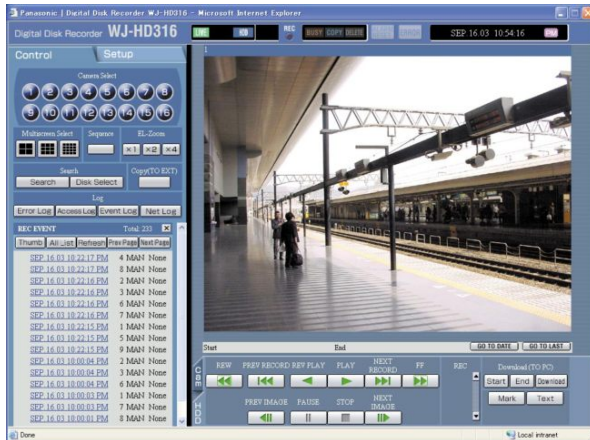 Panasonic | Digital Disk Recorder WJ-HD316 - Microsoft Internet Explorer
Digital Disk Recorder WJ-HD316
LIVE HDD REC BUSY COPY DELETE ERROR SEP.16.03 10:54:16 PM
Control Setup
1
Camera Select
1 2 3 4 5 6 7 8
9 10 11 12 13 14 15 16
Multiscreen Select Sequence EL-Zoom
×1 ×2 ×4
Search Copy(TO EXT)
Search Disk Select
Log
Error Log Access Log Event Log Net Log
REC EVENT Total: 233
Thumb All List Refresh Prev Page Next Page
SEP.16.03 10:22:17 PM 4 MAN None
SEP.16.03 10:22:17 PM 8 MAN None
SEP.16.03 10:22:16 PM 2 MAN None
SEP.16.03 10:22:16 PM 3 MAN None
SEP.16.03 10:22:16 PM 6 MAN None
SEP.16.03 10:22:16 PM 7 MAN None
SEP.16.03 10:22:15 PM 1 MAN None
SEP.16.03 10:22:15 PM 5 MAN None
SEP.16.03 10:22:15 PM 9 MAN None
SEP.16.03 10:00:04 PM 2 MAN None
SEP.16.03 10:00:04 PM 3 MAN None
SEP.16.03 10:00:04 PM 6 MAN None
SEP.16.03 10:00:03 PM 1 MAN None
SEP.16.03 10:00:03 PM 7 MAN None
SEP.16.03 10:00:01 PM 8 MAN None
Start End GO TO DATE GO TO LAST
Cam
HDD
REW PREV RECORD REV PLAY PLAY NEXT RECORD FF REC Download (TO PC)
Start End Download
PREV IMAGE PAUSE STOP NEXT IMAGE
Mark Text
Done Local intranet